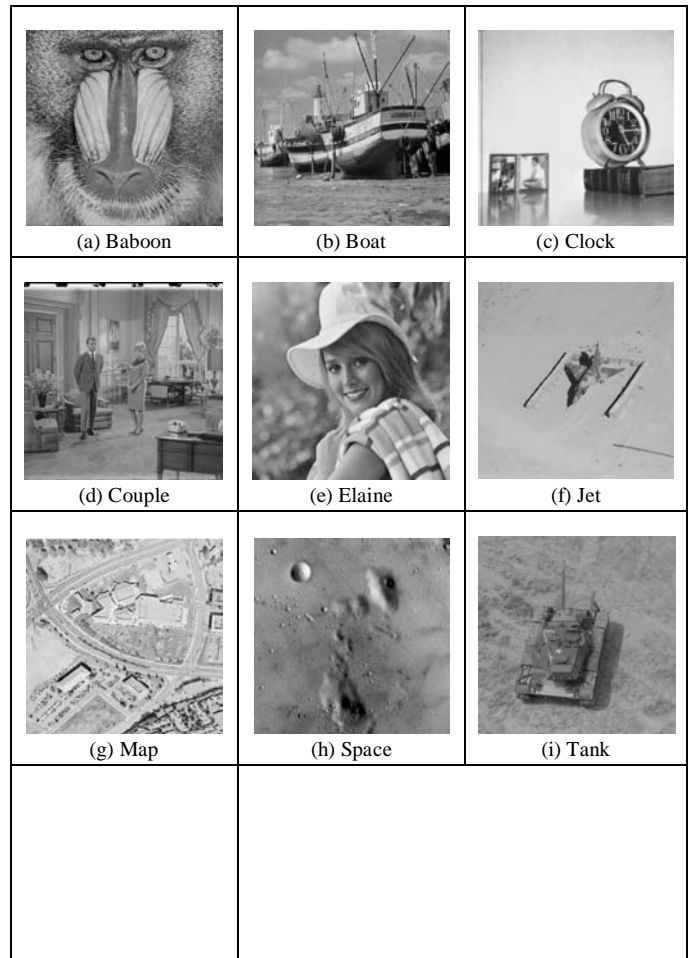 (a) Baboon
(b) Boat
(c) Clock
(d) Couple
(e) Elaine
(f) Jet
(g) Map
(h) Space
(i) Tank